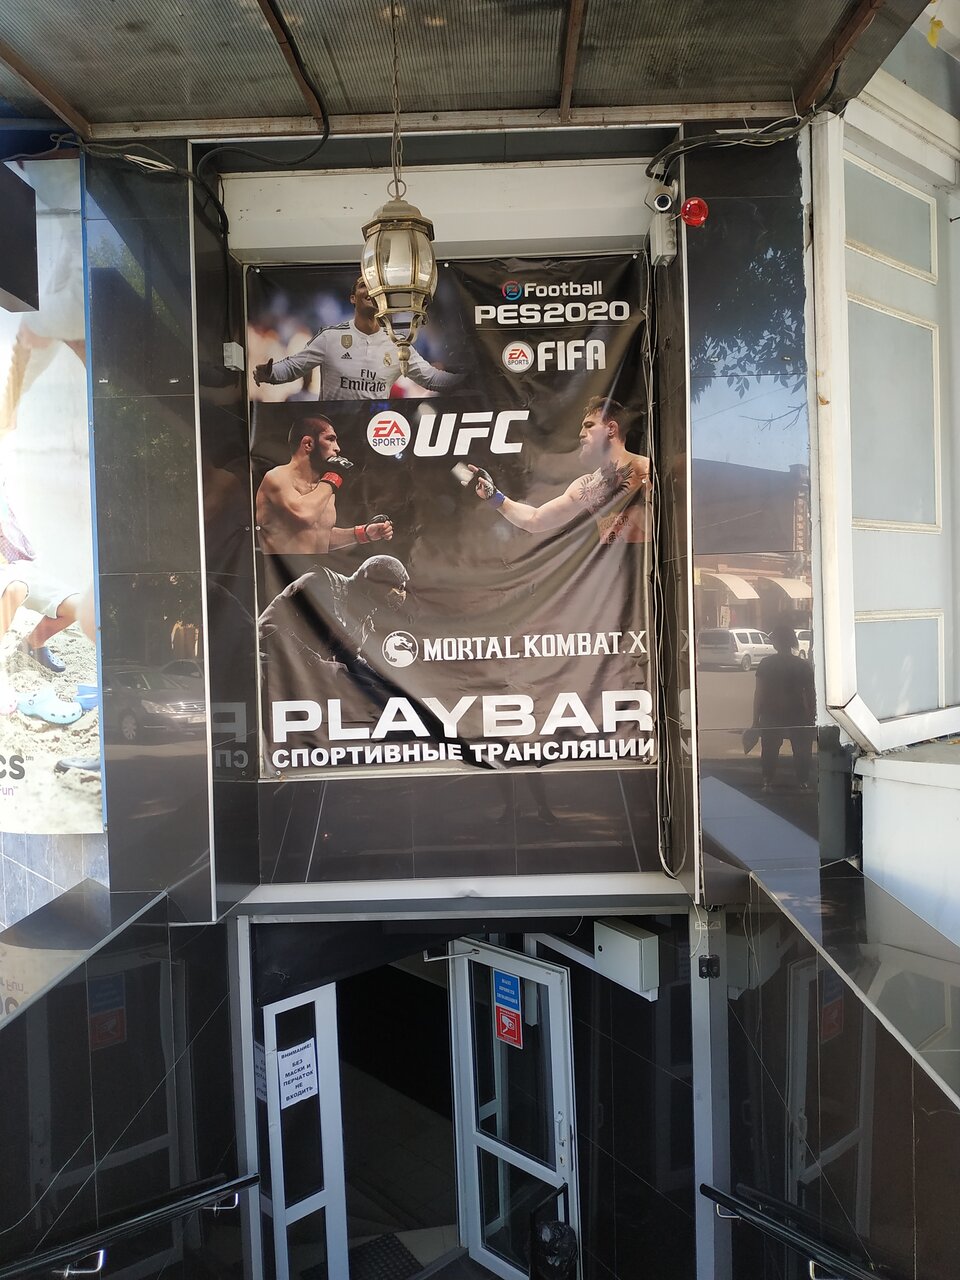 Football
PES2020
EA SPORTS FIFA
Fly Emirates
EA SPORTS UFC
MORTAL KOMBAT X
PLAYBAR
СПОРТИВНЫЕ ТРАНСЛЯЦИИ
ВНИМАНИЕ!
БЕЗ
МАСКИ И
ПЕРЧАТОК
НЕ
ВХОДИТЬ